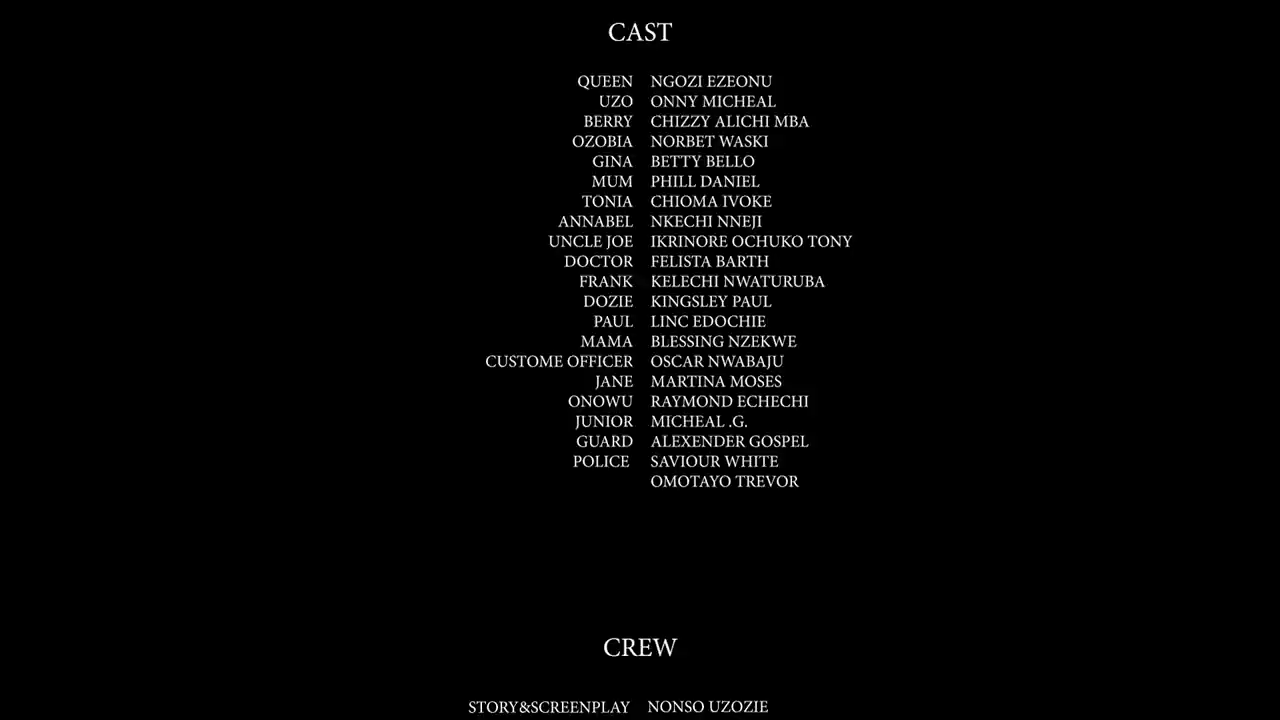 CAST
QUEEN NGOZI EZEONU
UZO ONNY MICHEAL
BERRY CHIZZY ALICHI MBA
OZOBIA NORBET WASKI
GINA BETTY BELLO
MUM PHILL DANIEL
TONIA CHIOMA IVOKE
ANNABEL NKECHI NNEJI
UNCLE JOE IKRINORE OCHUKO TONY
DOCTOR FELISTA BARTH
FRANK KELECHI NWATURUBA
DOZIE KINGSLEY PAUL
PAUL LINC EDOCHIE
MAMA BLESSING NZEKWE
CUSTOME OFFICER OSCAR NWABAJU
JANE MARTINA MOSES
ONOWU RAYMOND ECHECHI
JUNIOR MICHEAL .G.
GUARD ALEXENDER GOSPEL
POLICE SAVIOUR WHITE
OMOTAYO TREVOR
CREW
STORY&SCREENPLAY NONSO UZOZIE